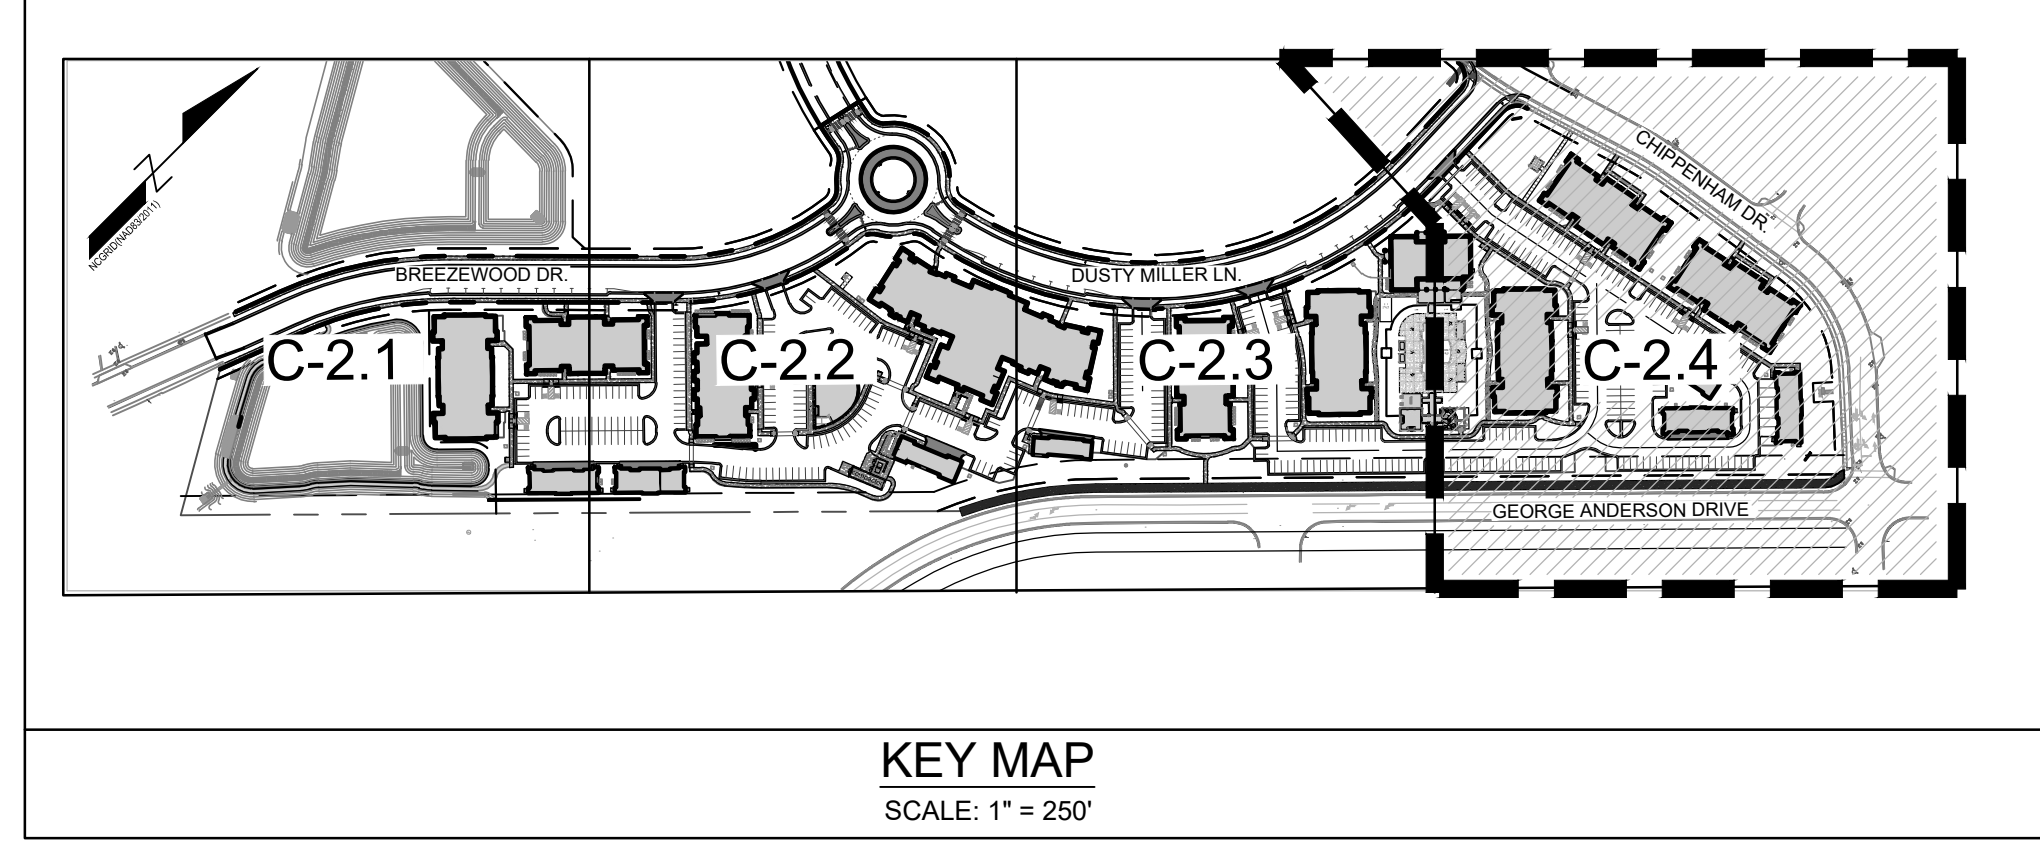 NCGRID(NAD83/2011)
BREEZEWOOD DR.
DUSTY MILLER LN.
CHIPPENHAM DR.
C-2.1
C-2.2
C-2.3
C-2.4
GEORGE ANDERSON DRIVE
KEY MAP
SCALE: 1" = 250'